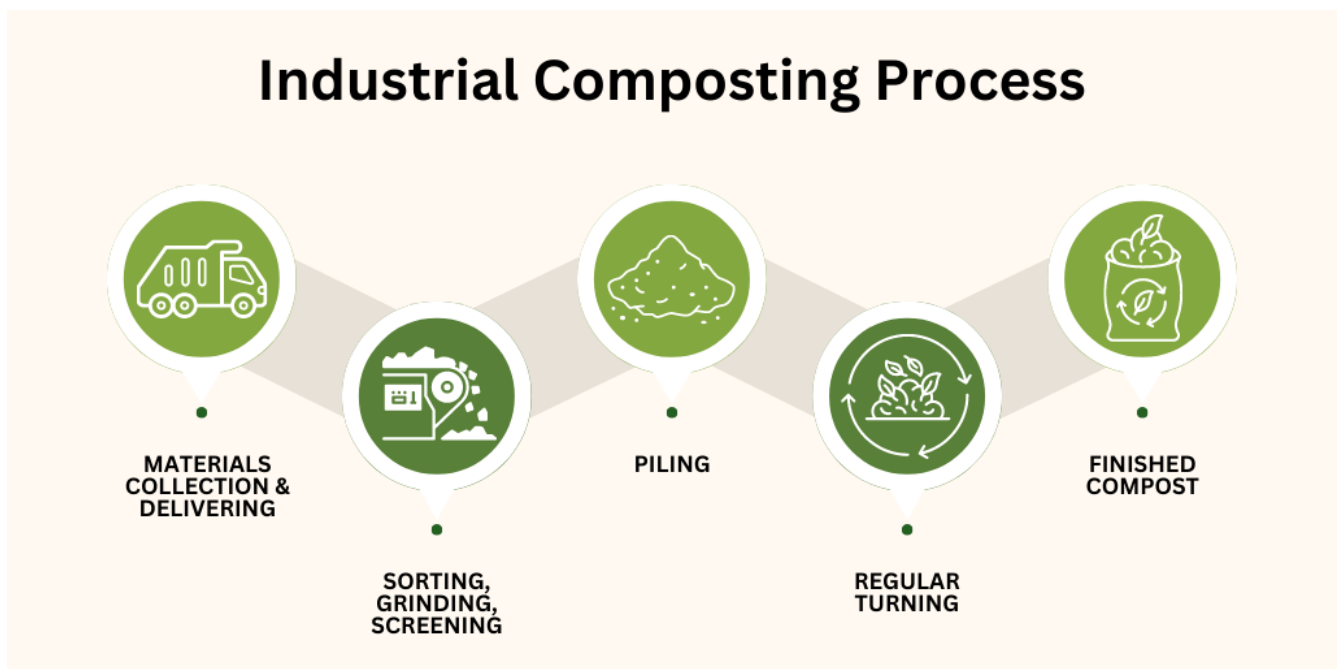 Industrial Composting Process
MATERIALS
COLLECTION &
DELIVERING
SORTING,
GRINDING,
SCREENING
PILING
REGULAR
TURNING
FINISHED
COMPOST